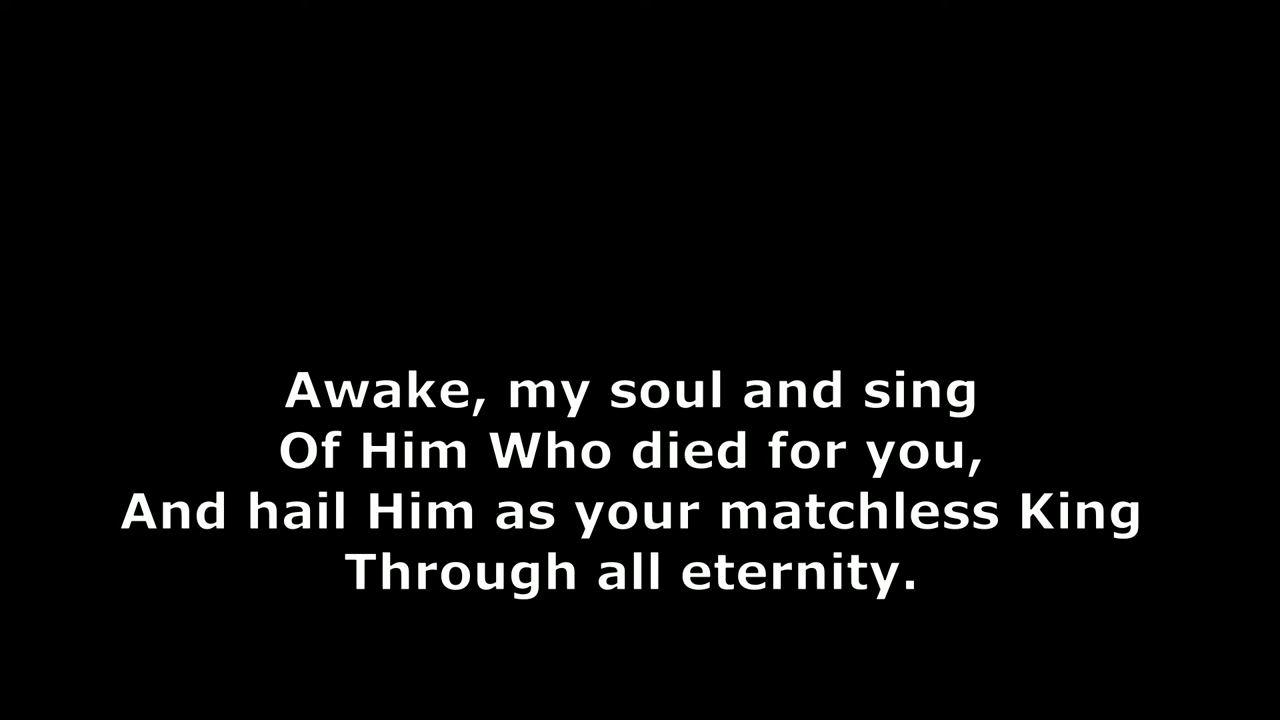 Awake, my soul and sing
Of Him Who died for you,
And hail Him as your matchless King
Through all eternity.